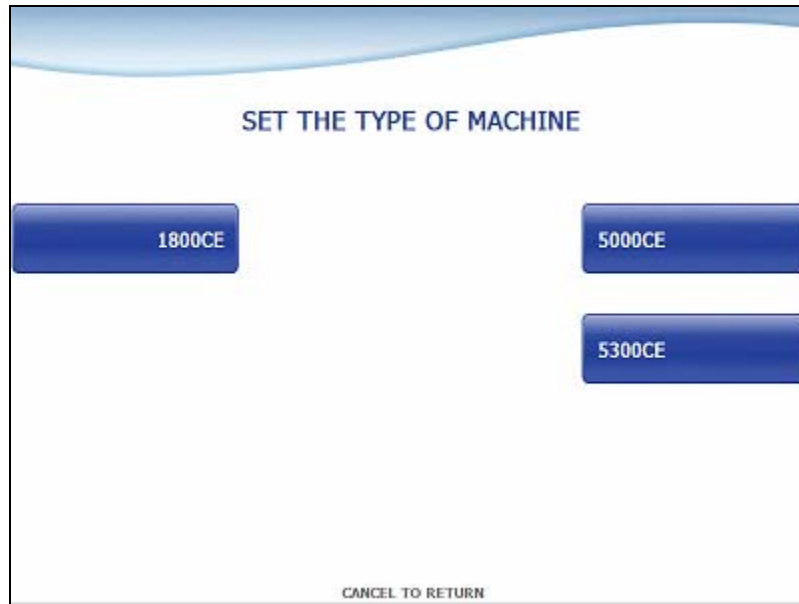 SET THE TYPE OF MACHINE
1800CE
5000CE
5300CE
CANCEL TO RETURN